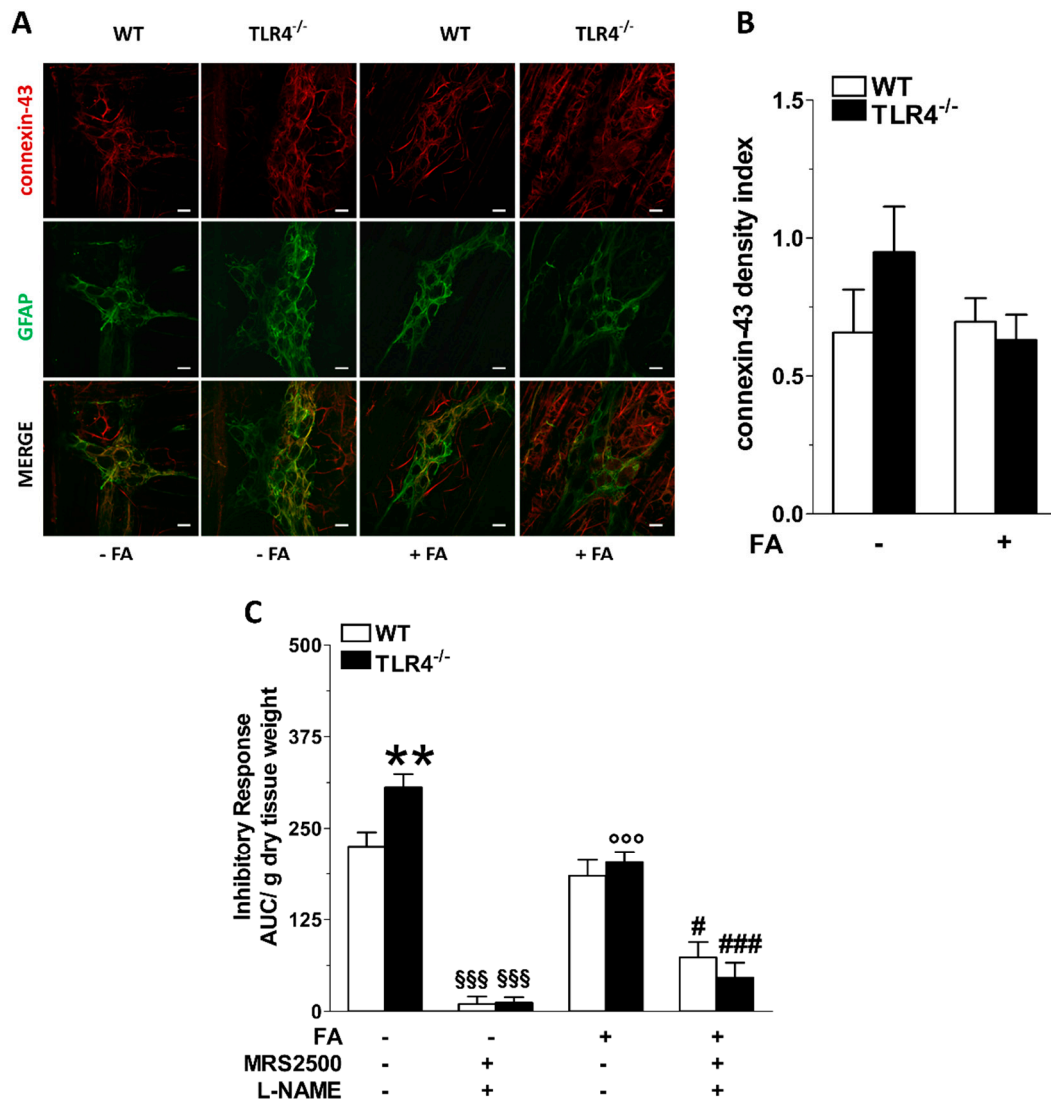 A
WT TLR4-/- WT TLR4-/-
connexin-43
GFAP
MERGE
- FA - FA + FA + FA
B
WT
TLR4-/-
connexin-43 density index
1.5
1.0
0.5
0.0
FA - +
C
WT
TLR4-/-
Inhibitory Response
AUC/ g dry tissue weight
500
375
250
125
0
**
§§§ §§§
°°°
# ###
FA - - + +
MRS2500 - + - +
L-NAME - + - +